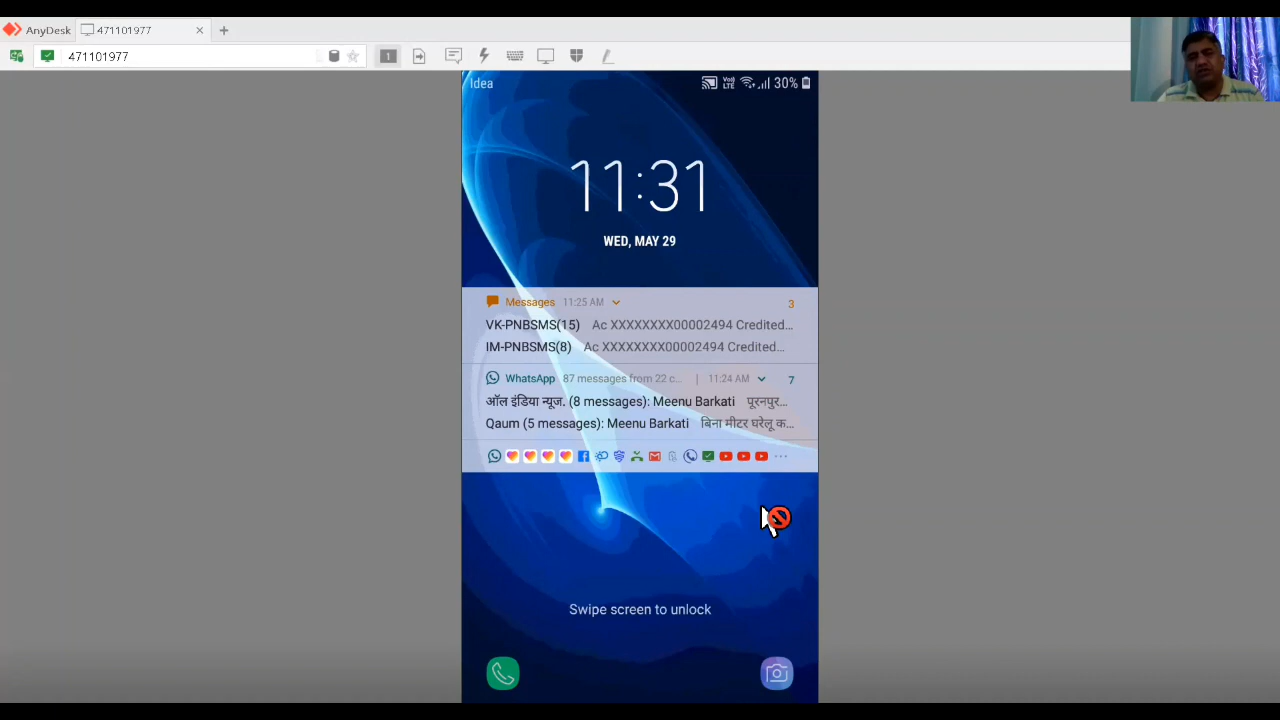 AnyDesk
471101977
471101977
1
Idea
30%
11:31
WED, MAY 29
Messages 11:25 AM 3
VK-PNBSMS(15) Ac XXXXXXXX00002494 Credited...
IM-PNBSMS(8) Ac XXXXXXXX00002494 Credited...
WhatsApp 87 messages from 22 c... | 11:24 AM 7
ऑल इंडिया न्यूज. (8 messages): Meenu Barkati पूरनपुर...
Qaum (5 messages): Meenu Barkati बिना मीटर घरेलू क...
Swipe screen to unlock